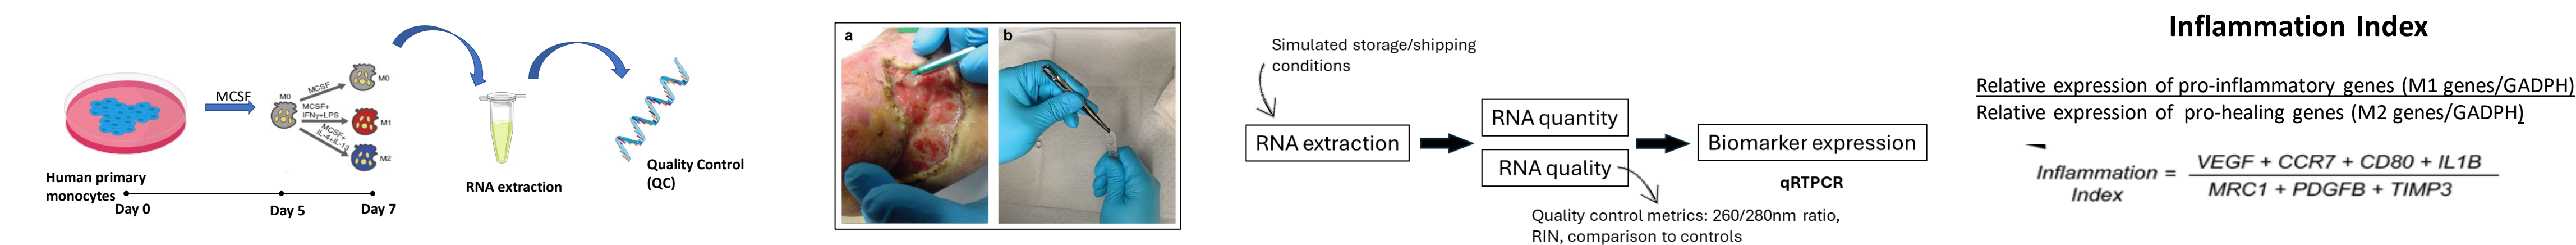 MCSF
M0
MCSF
MCSF+
IFNγ+LPS
MCSF+
IL-4+IL-13
M0
M1
M2
Human primary
monocytes
Day 0
Day 5
Day 7
RNA extraction
Quality Control
(QC)
a
b
Simulated storage/shipping
conditions
RNA extraction
RNA quantity
RNA quality
Biomarker expression
qRTPCR
Quality control metrics: 260/280nm ratio,
RIN, comparison to controls
Inflammation Index
Relative expression of pro-inflammatory genes (M1 genes/GADPH)
Relative expression of pro-healing genes (M2 genes/GADPH)
Inflammation Index = VEGF + CCR7 + CD80 + IL1B
MRC1 + PDGFB + TIMP3